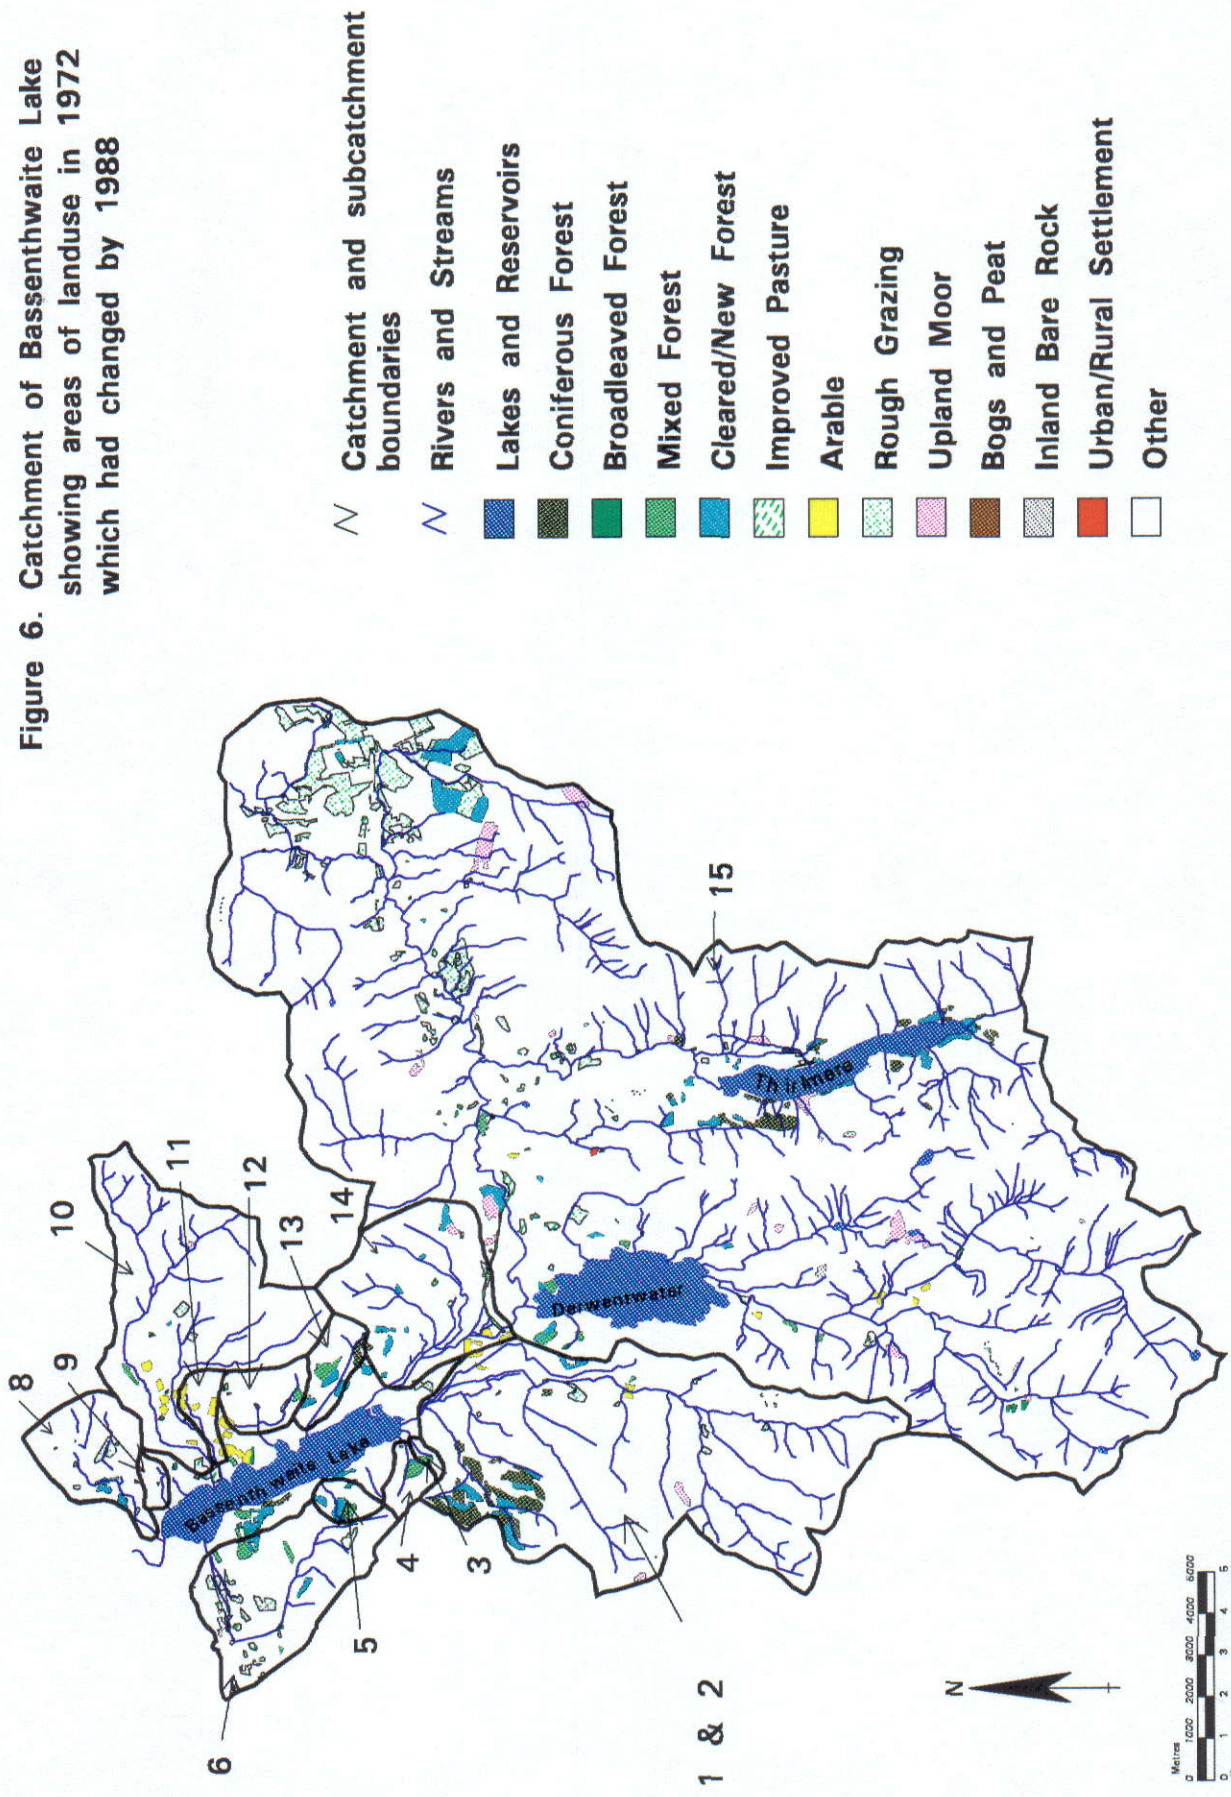 Figure 6. Catchment of Bassenthwaite Lake
showing areas of landuse in 1972
which had changed by 1988
Catchment and subcatchment
boundaries
Rivers and Streams
Lakes and Reservoirs
Coniferous Forest
Broadleaved Forest
Mixed Forest
Cleared/New Forest
Improved Pasture
Arable
Rough Grazing
Upland Moor
Bogs and Peat
Inland Bare Rock
Urban/Rural Settlement
Other
8
9
10
11
12
13
14
15
6
5
4
3
1 & 2
Bassenthwaite Lake
Derwentwater
Thirlmere
N
Metres
0 1000 2000 3000 4000 5000
0 1 2 3 4 5